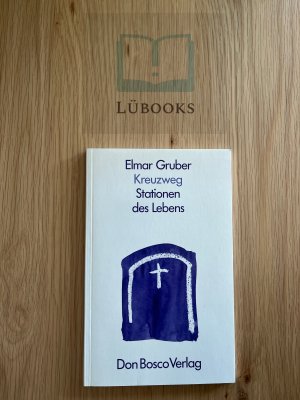 LÜBOOKS
Elmar Gruber
Kreuzweg
Stationen
des Lebens
Don Bosco Verlag